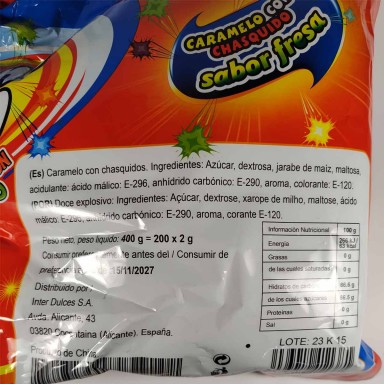 CARAMELO CON
CHASQUIDO
sabor fresa
(Es) Caramelo con chasquidos. Ingredientes: Azúcar, dextrosa, jarabe de maiz, maltosa,
acidulante: ácido málico: E-296, anhídrido carbónico: E-290, aroma, colorante: E-120.
(POR) Doce explosivo: Ingredientes: Açúcar, dextrose, xarope de milho, maltose, ácido
málico: E-296, anhídrido carbónico: E-290, aroma, corante E-120.
Peso neto, peso líquido: 400 g = 200 x 2 g
Consumir preferentemente antes del / Consumir de
preferencia 15/11/2027
Distribuido por
Inter Dulces S.A.
Avda. Alicante, 43
03820 Cocentaina (Alicante). España.
Producto de China
Información Nutricional 100 g
Energía
Grasas 0 g
de las cuales saturadas 0 g
Hidratos de
de los cuales azúcares
Proteínas 0 g
Sal 0 g
LOTE: 23 K 15